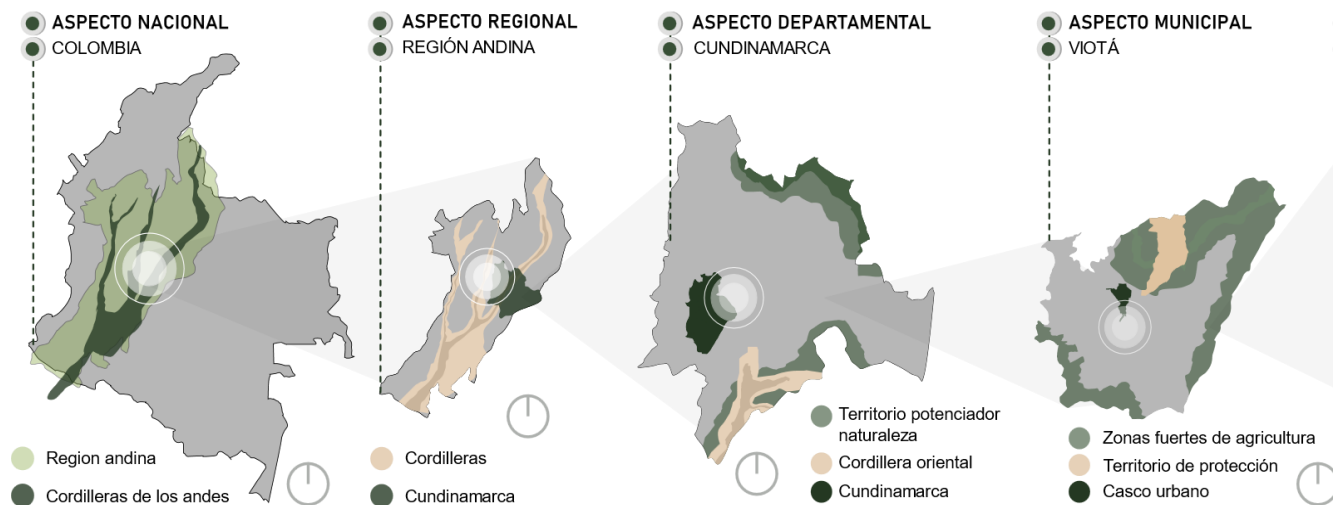 ASPECTO NACIONAL
COLOMBIA
Region andina
Cordilleras de los andes
ASPECTO REGIONAL
REGIÓN ANDINA
Cordilleras
Cundinamarca
ASPECTO DEPARTAMENTAL
CUNDINAMARCA
Territorio potenciador
naturaleza
Cordillera oriental
Cundinamarca
ASPECTO MUNICIPAL
VIOTÁ
Zonas fuertes de agricultura
Territorio de protección
Casco urbano